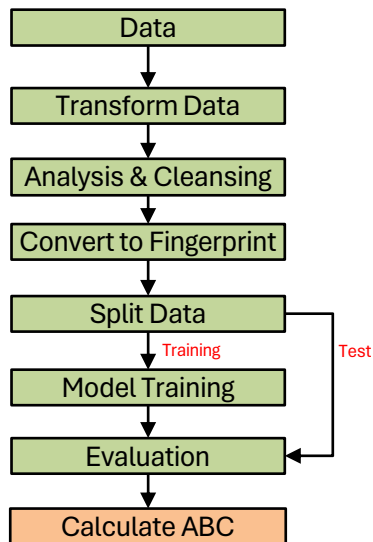 Data
Transform Data
Analysis & Cleansing
Convert to Fingerprint
Split Data
Training
Test
Model Training
Evaluation
Calculate ABC